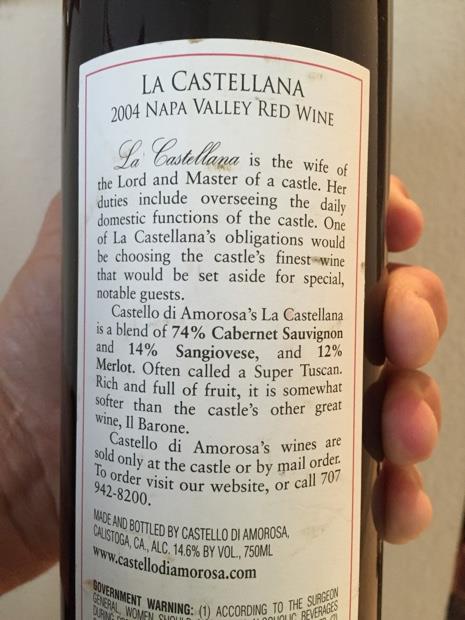 LA CASTELLANA
2004 NAPA VALLEY RED WINE
La Castellana is the wife of
the Lord and Master of a castle. Her
duties include overseeing the daily
domestic functions of the castle. One
of La Castellana's obligations would
be choosing the castle's finest wine
that would be set aside for special,
notable guests.
Castello di Amorosa's La Castellana
is a blend of 74% Cabernet Sauvignon
and 14% Sangiovese, and 12%
Merlot. Often called a Super Tuscan.
Rich and full of fruit, it is somewhat
softer than the castle's other great
wine, Il Barone.
Castello di Amorosa's wines are
sold only at the castle or by mail order.
To order visit our website, or call 707
942-8200.
MADE AND BOTTLED BY CASTELLO DI AMOROSA,
CALISTOGA, CA., ALC. 14.6% BY VOL., 750ML
www.castellodiamorosa.com
GOVERNMENT WARNING: (1) ACCORDING TO THE SURGEON
GENERAL, WOMEN SHOULD BEVERAGES
DURING